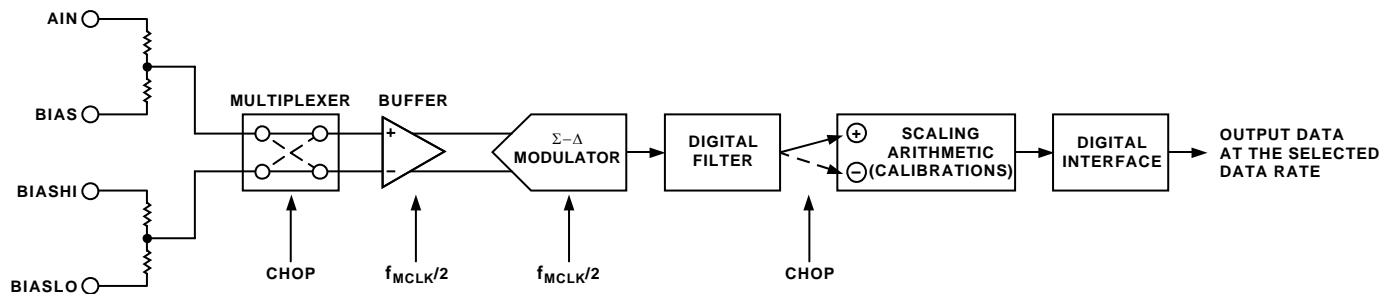 AIN
BIAS
BIASHI
BIASLO
MULTIPLEXER
CHOP
BUFFER
+
−
fMCLK/2
Σ−Δ
MODULATOR
fMCLK/2
DIGITAL
FILTER
CHOP
+
−
SCALING
ARITHMETIC
(CALIBRATIONS)
DIGITAL
INTERFACE
OUTPUT DATA
AT THE SELECTED
DATA RATE